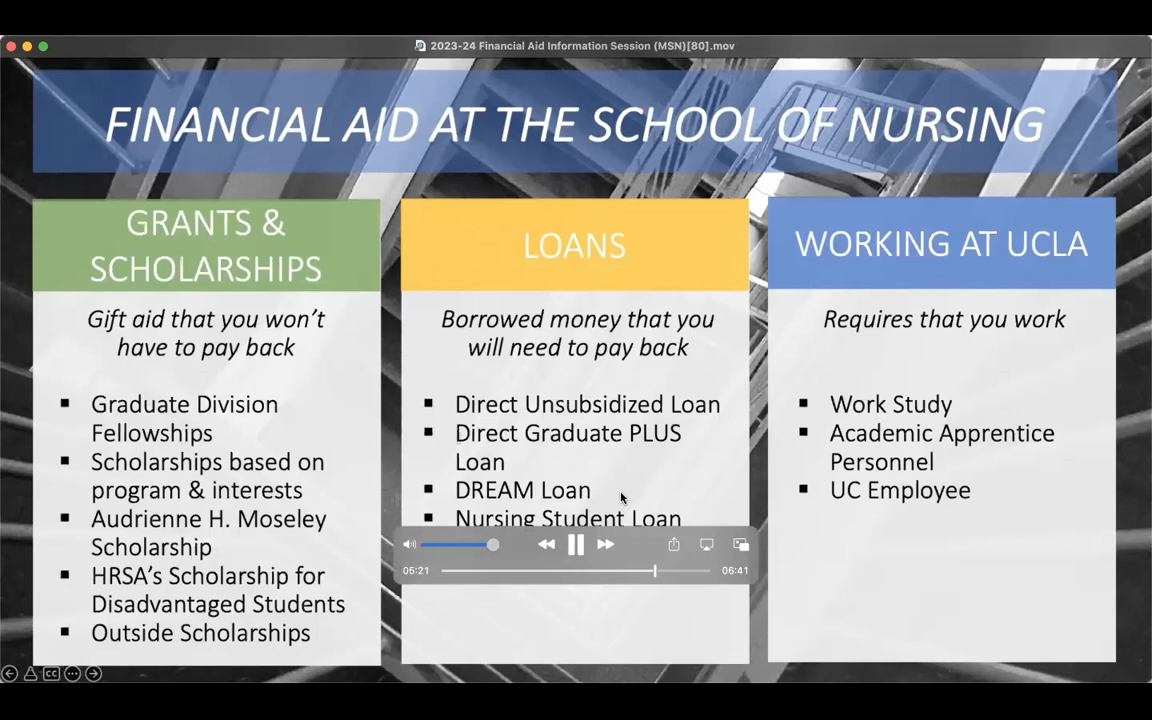 2023-24 Financial Aid Information Session (MSN)[80].mov
FINANCIAL AID AT THE SCHOOL OF NURSING
GRANTS &
SCHOLARSHIPS
Gift aid that you won't
have to pay back
Graduate Division
Fellowships
Scholarships based on
program & interests
Audrienne H. Moseley
Scholarship
HRSA's Scholarship for
Disadvantaged Students
Outside Scholarships
LOANS
Borrowed money that you
will need to pay back
Direct Unsubsidized Loan
Direct Graduate PLUS
Loan
DREAM Loan
Nursing Student Loan
05:21
06:41
WORKING AT UCLA
Requires that you work
Work Study
Academic Apprentice
Personnel
UC Employee
CC